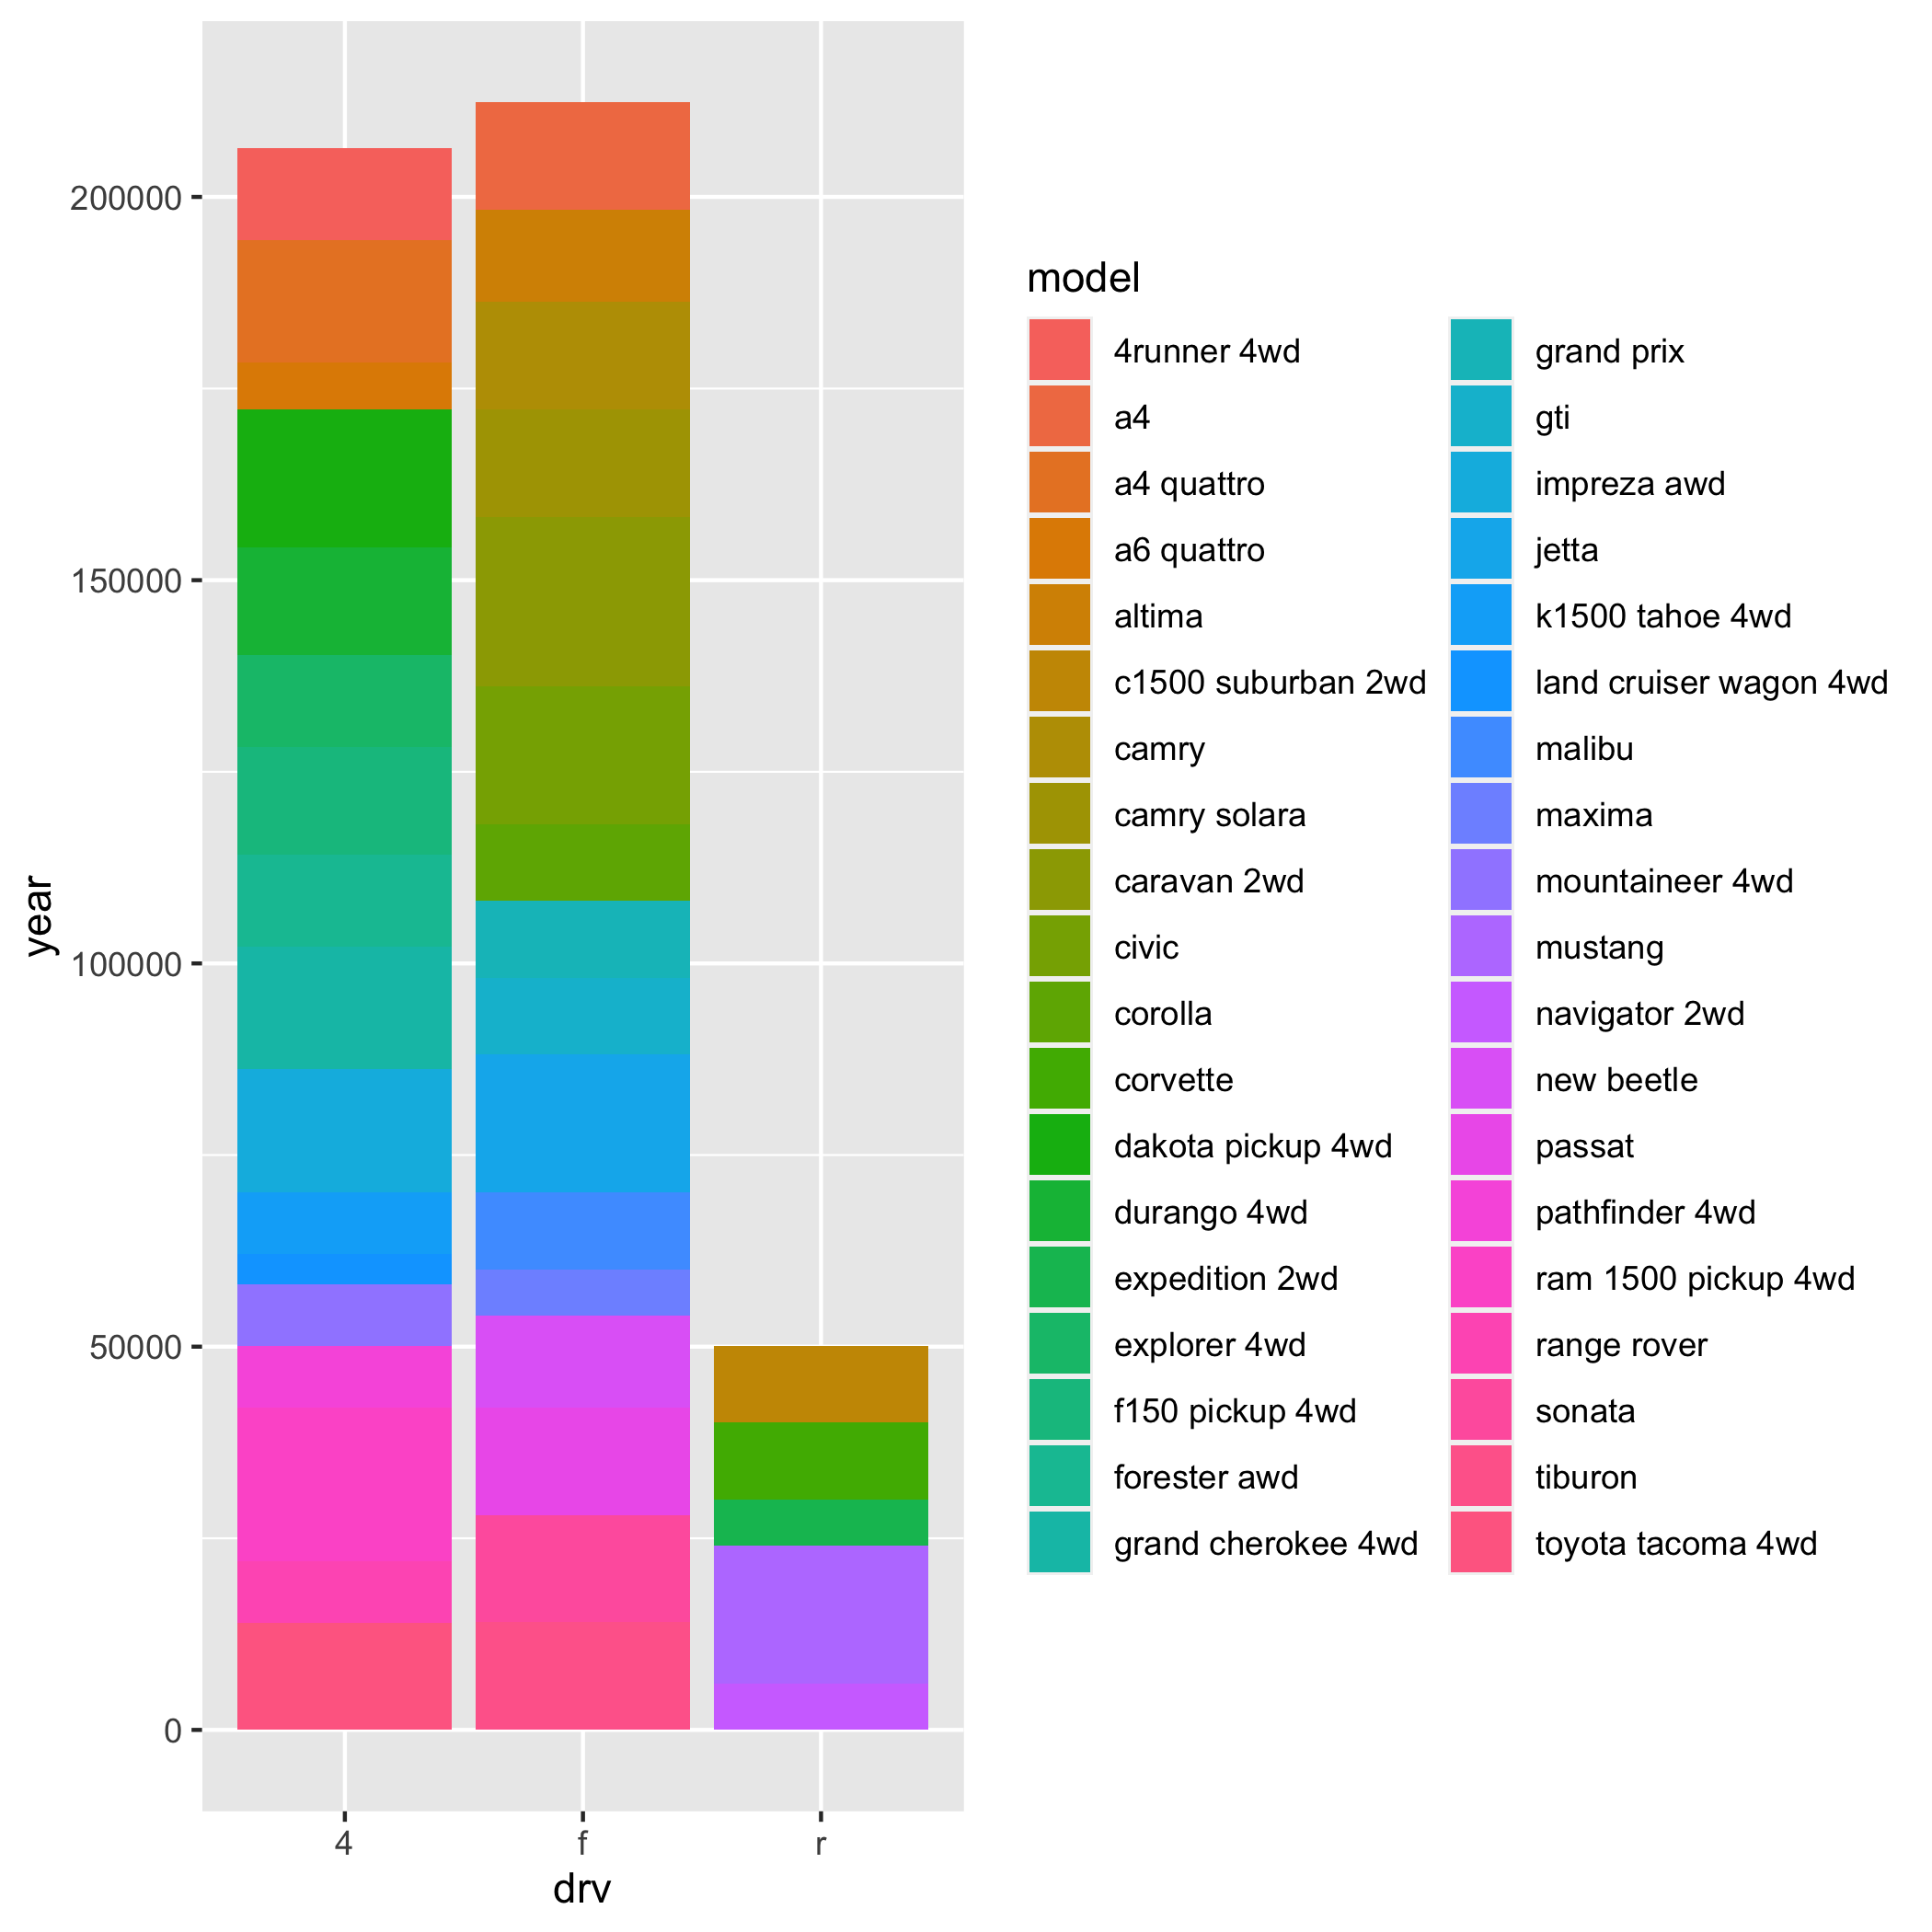 year
200000
150000
100000
50000
0
4
f
r
drv
model
4runner 4wd
a4
a4 quattro
a6 quattro
altima
c1500 suburban 2wd
camry
camry solara
caravan 2wd
civic
corolla
corvette
dakota pickup 4wd
durango 4wd
expedition 2wd
explorer 4wd
f150 pickup 4wd
forester awd
grand cherokee 4wd
grand prix
gti
impreza awd
jetta
k1500 tahoe 4wd
land cruiser wagon 4wd
malibu
maxima
mountaineer 4wd
mustang
navigator 2wd
new beetle
passat
pathfinder 4wd
ram 1500 pickup 4wd
range rover
sonata
tiburon
toyota tacoma 4wd